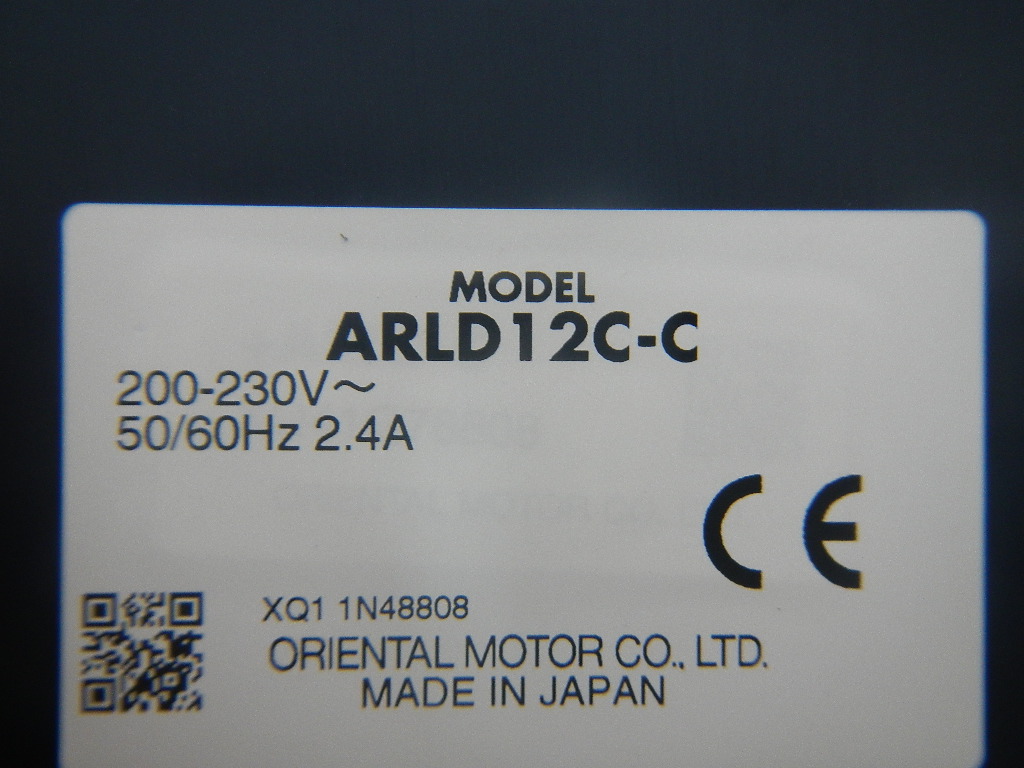 MODEL
ARLD12C-C
200-230V～
50/60Hz 2.4A
CE
XQ1 1N48808
ORIENTAL MOTOR CO., LTD.
MADE IN JAPAN